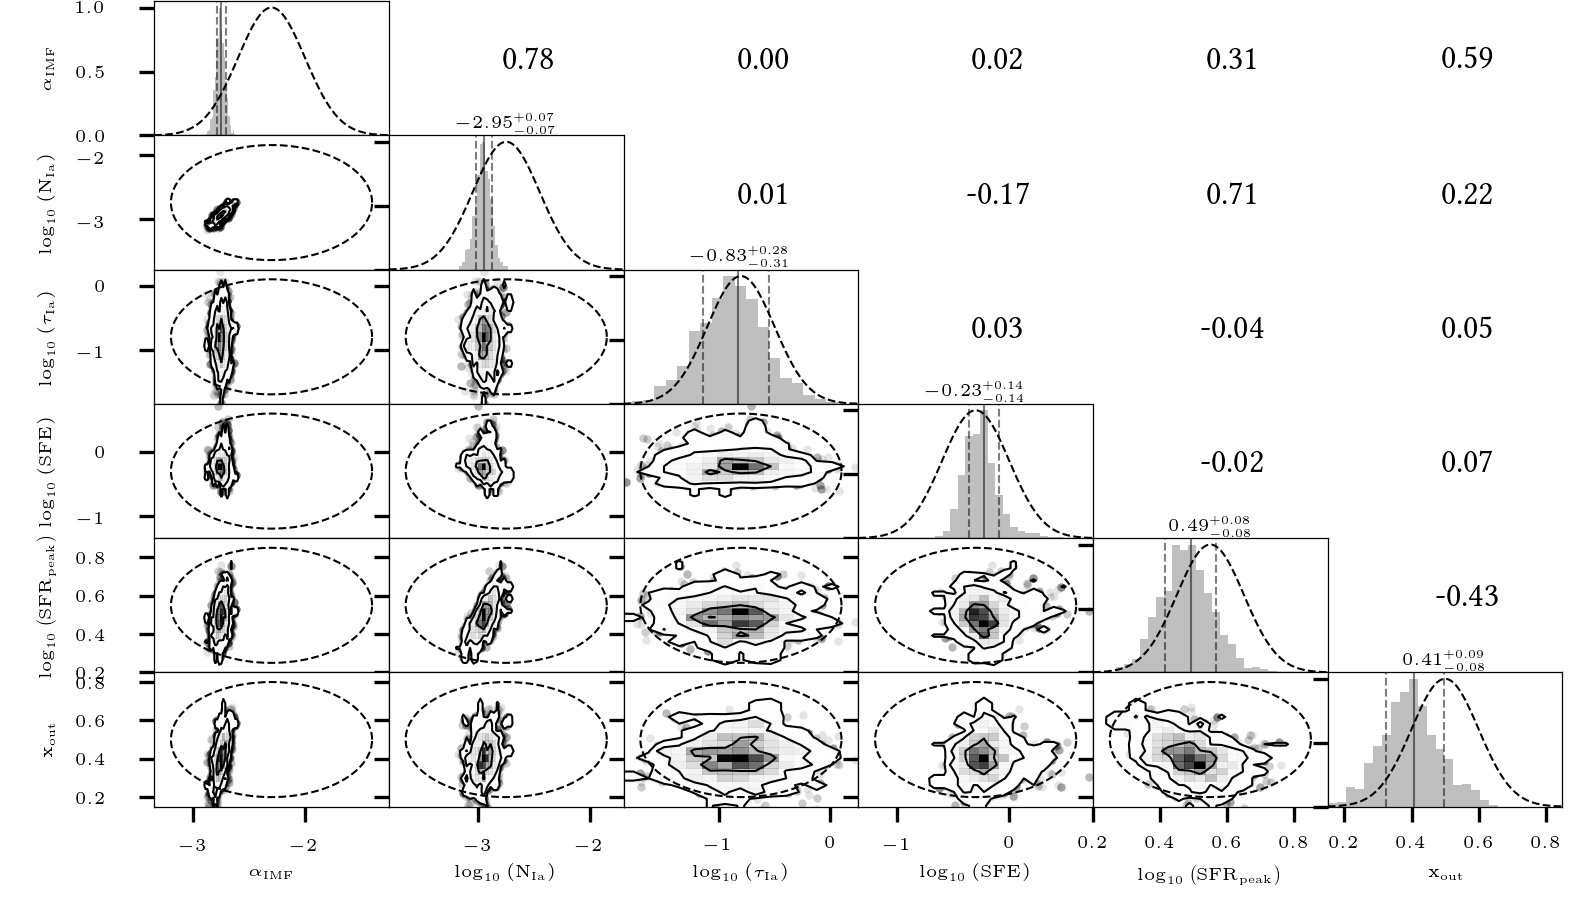 1.0
0.5
0.0
α_IMF
0.78
0.00
0.02
0.31
0.59
−2.95^{+0.07}_{−0.07}
−2
−3
log₁₀ (N_Ia)
0.01
-0.17
0.71
0.22
−0.83^{+0.28}_{−0.31}
0
−1
log₁₀ (τ_Ia)
0.03
-0.04
0.05
−0.23^{+0.14}_{−0.14}
0
−1
log₁₀ (SFE)
-0.02
0.07
0.49^{+0.08}_{−0.08}
0.8
0.6
0.4
0.2
log₁₀ (SFR_peak)
-0.43
0.41^{+0.09}_{−0.08}
0.8
0.6
0.4
0.2
x_out
−3 −2
−3 −2
−1 0
−1 0
0.2 0.4 0.6 0.8
0.2 0.4 0.6 0.8
α_IMF
log₁₀ (N_Ia)
log₁₀ (τ_Ia)
log₁₀ (SFE)
log₁₀ (SFR_peak)
x_out